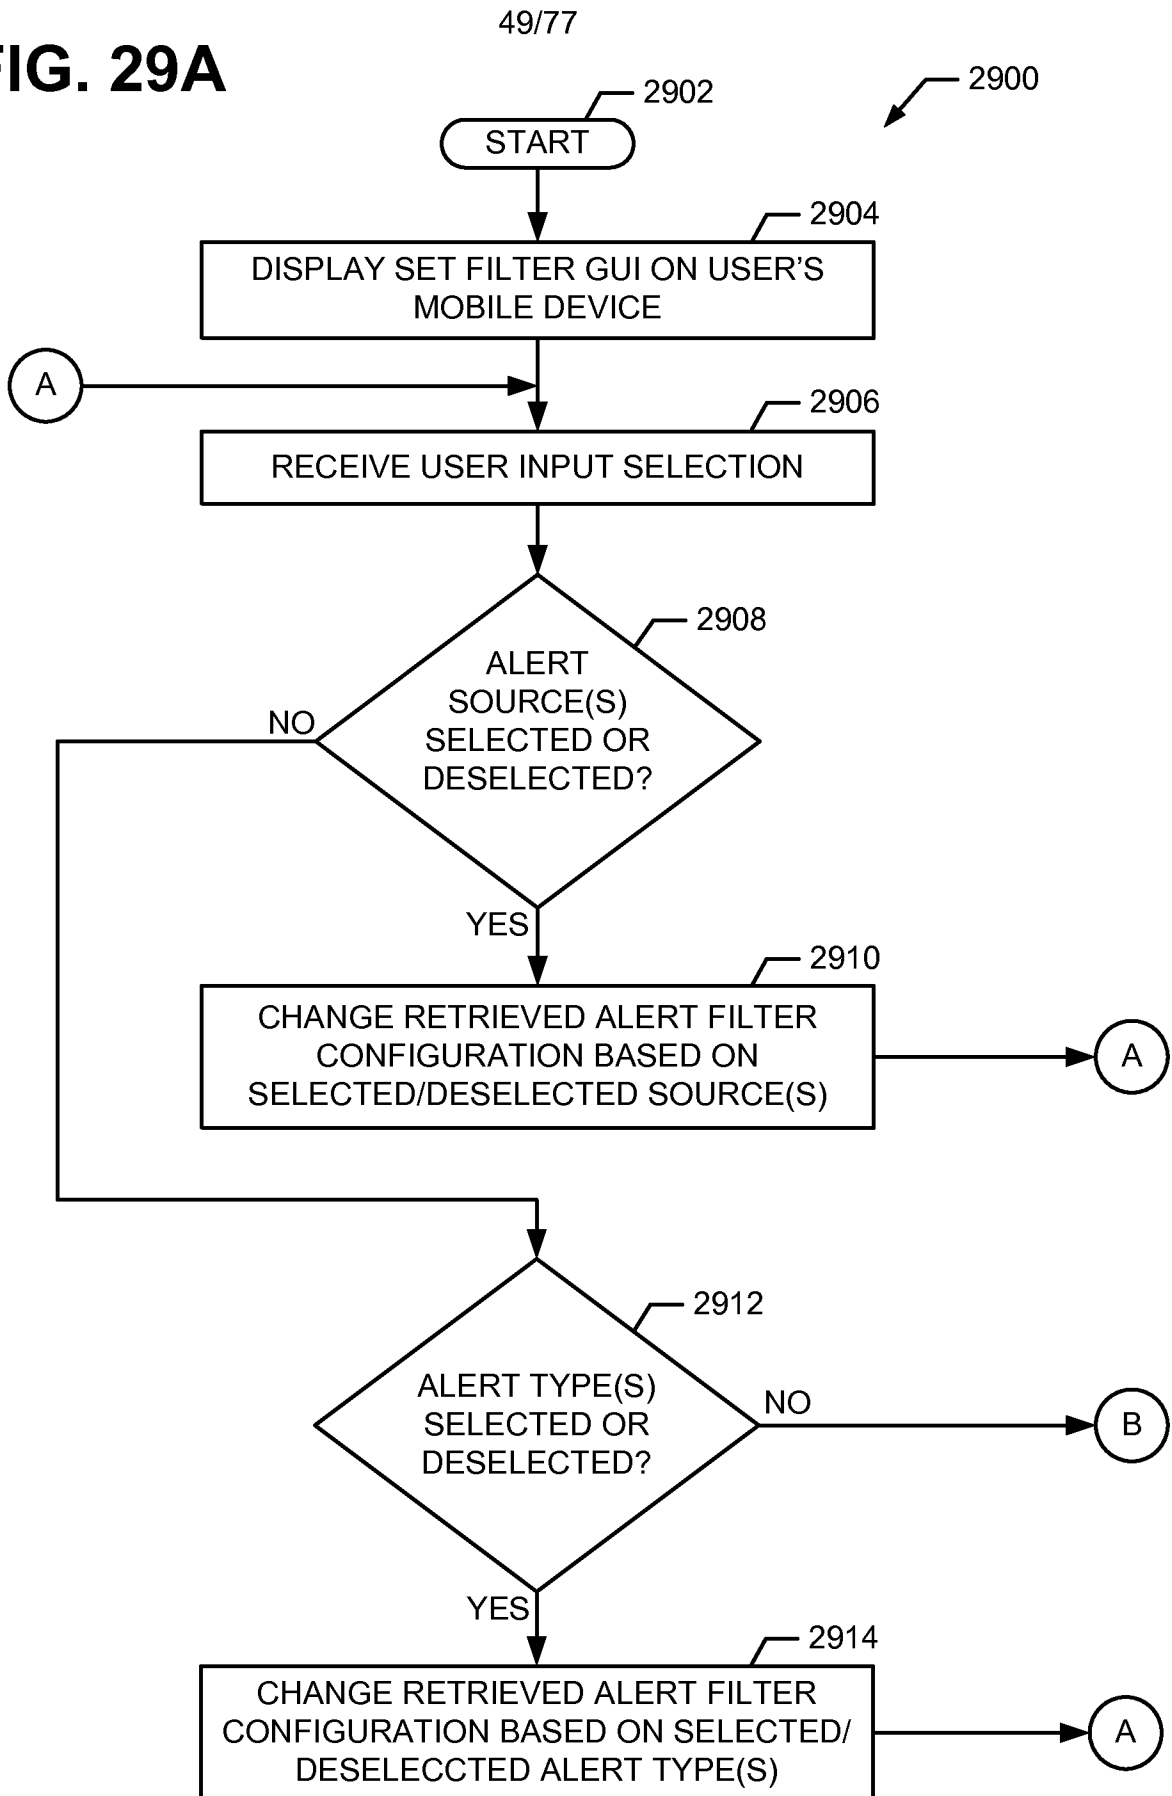 49/77
FIG. 29A
2900
2902
START
2904
DISPLAY SET FILTER GUI ON USER'S
MOBILE DEVICE
A
2906
RECEIVE USER INPUT SELECTION
2908
ALERT
SOURCE(S)
SELECTED OR
DESELECTED?
NO
YES
2910
CHANGE RETRIEVED ALERT FILTER
CONFIGURATION BASED ON
SELECTED/DESELECTED SOURCE(S)
A
2912
ALERT TYPE(S)
SELECTED OR
DESELECTED?
NO
B
YES
2914
CHANGE RETRIEVED ALERT FILTER
CONFIGURATION BASED ON SELECTED/
DESELECCTED ALERT TYPE(S)
A